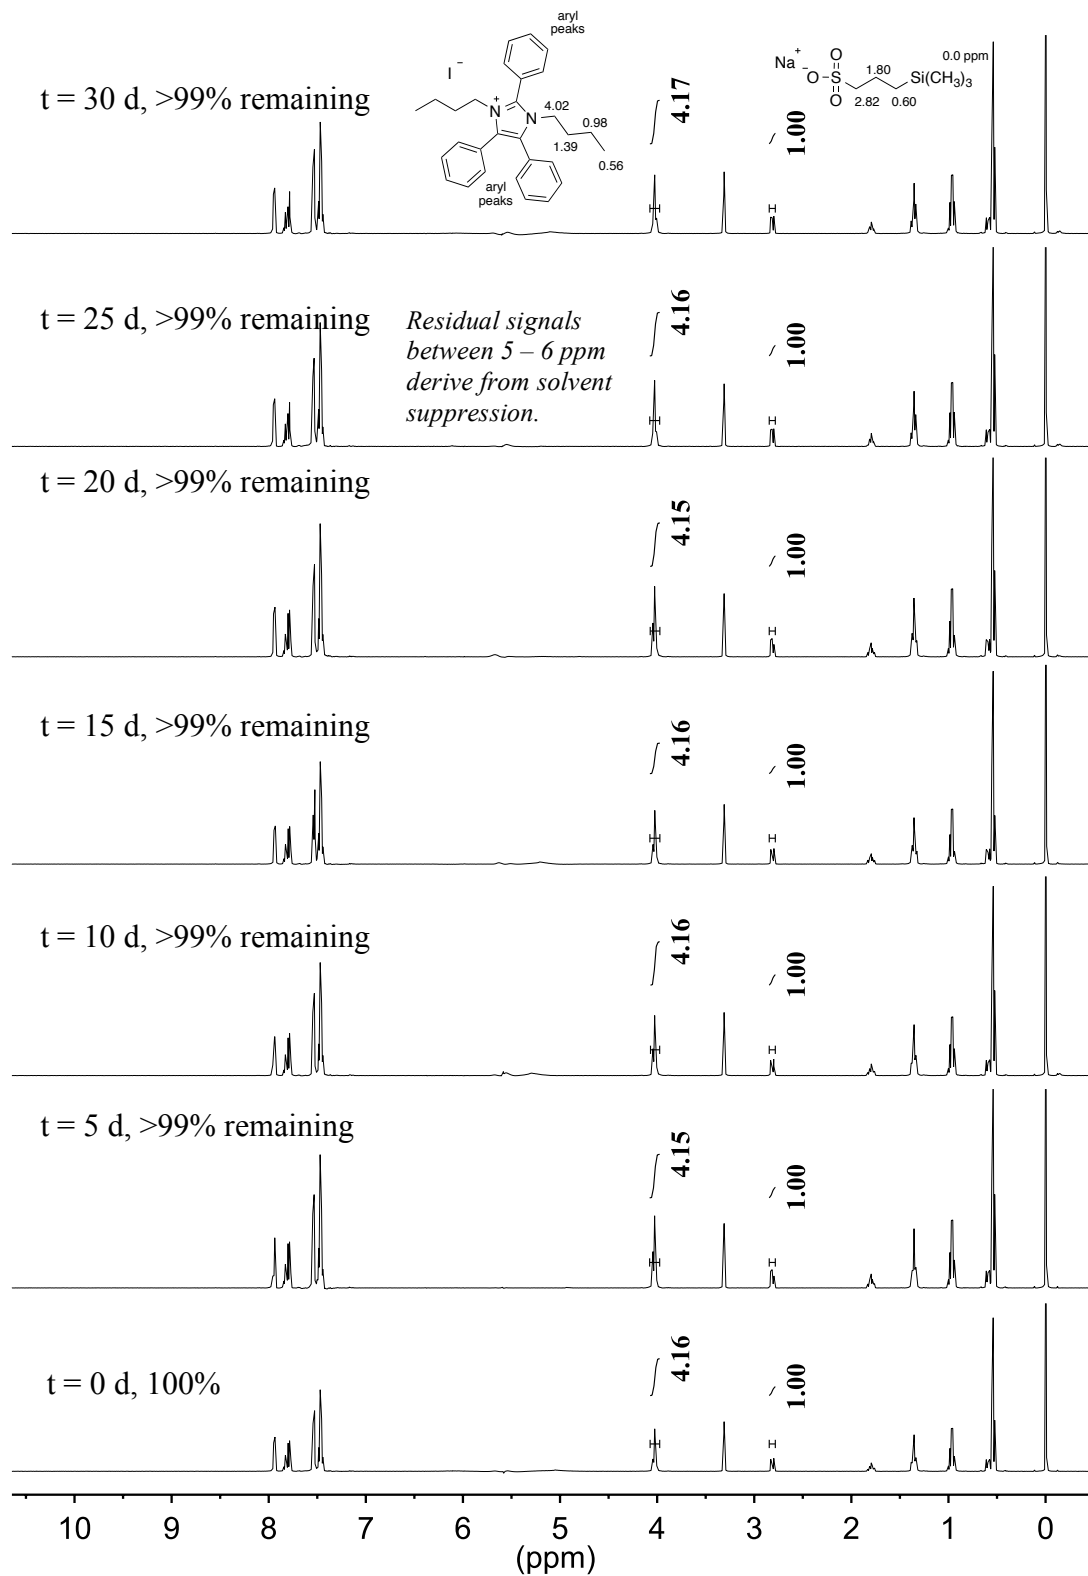 aryl
peaks
I⁻
N⁺
N
4.02
0.98
1.39
0.56
aryl
peaks
Na⁺
⁻O
O
S
O
1.80
2.82
0.60
Si(CH₃)₃
0.0 ppm
t = 30 d, >99% remaining
4.17
1.00
t = 25 d, >99% remaining
Residual signals
between 5 – 6 ppm
derive from solvent
suppression.
4.16
1.00
t = 20 d, >99% remaining
4.15
1.00
t = 15 d, >99% remaining
4.16
1.00
t = 10 d, >99% remaining
4.16
1.00
t = 5 d, >99% remaining
4.15
1.00
t = 0 d, 100%
4.16
1.00
10 8 7 6 5 4 3 2 1 0
(ppm)